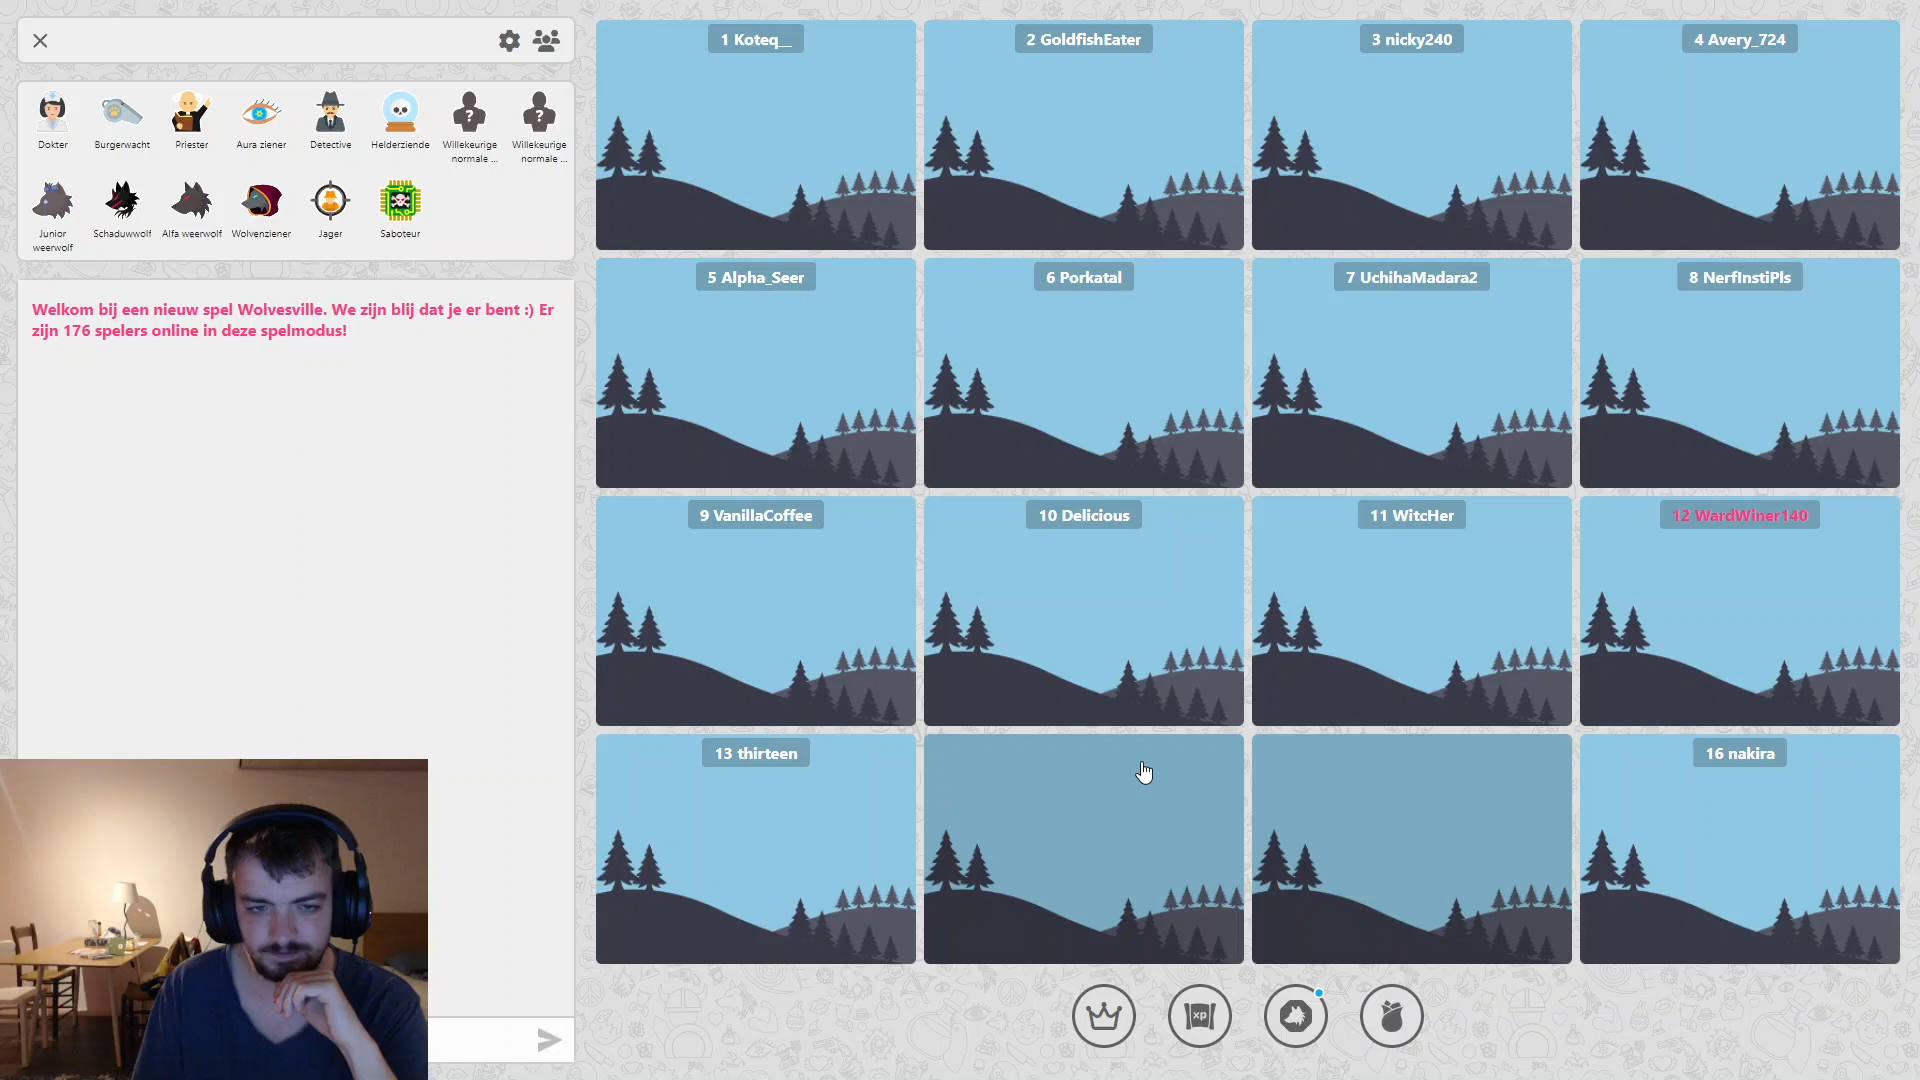 Dokter
Burgerwacht
Priester
Aura ziener
Detective
Helderziende
Willekeurige normale ...
Willekeurige normale ...
Junior weerwolf
Schaduwwolf
Alfa weerwolf
Wolvenziener
Jager
Saboteur
Welkom bij een nieuw spel Wolvesville. We zijn blij dat je er bent :) Er
zijn 176 spelers online in deze spelmodus!
1 Koteq__
2 GoldfishEater
3 nicky240
4 Avery_724
5 Alpha_Seer
6 Porkatal
7 UchihaMadara2
8 NerfInstiPls
9 VanillaCoffee
10 Delicious
11 WitcHer
12 WardWiner140
13 thirteen
16 nakira
xp